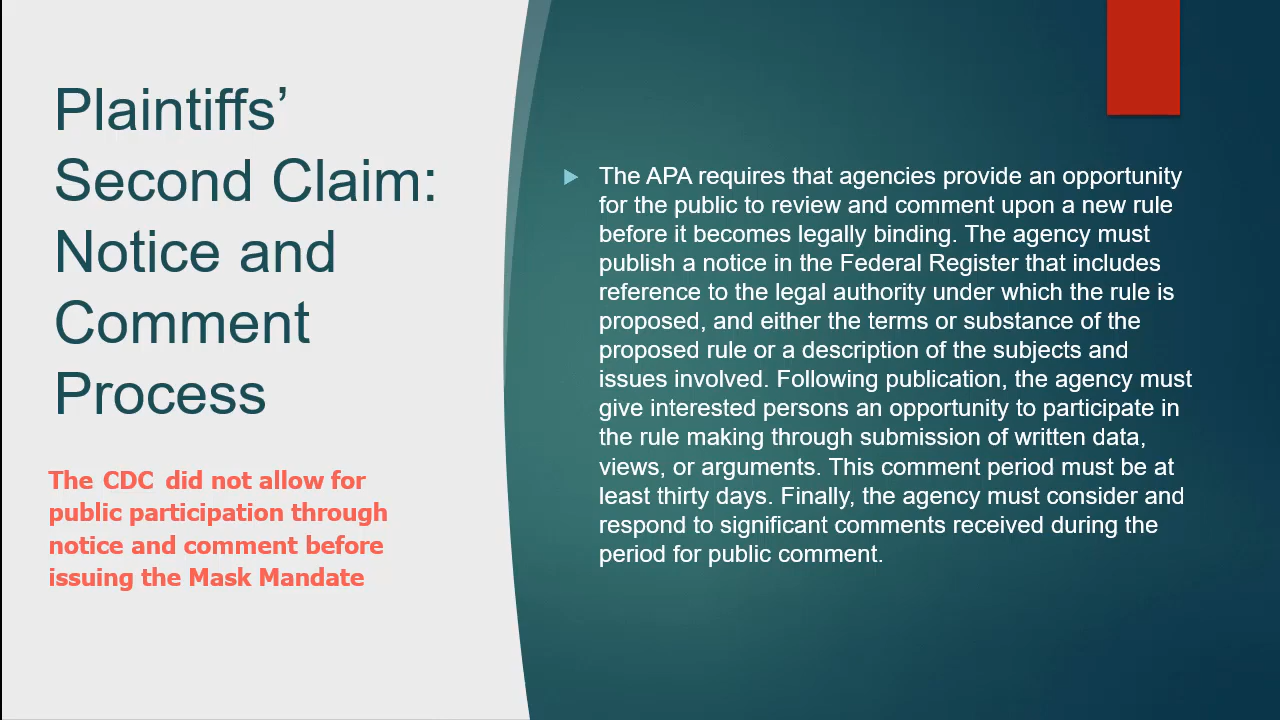 Plaintiffs’
Second Claim:
Notice and
Comment
Process
The CDC did not allow for
public participation through
notice and comment before
issuing the Mask Mandate
The APA requires that agencies provide an opportunity
for the public to review and comment upon a new rule
before it becomes legally binding. The agency must
publish a notice in the Federal Register that includes
reference to the legal authority under which the rule is
proposed, and either the terms or substance of the
proposed rule or a description of the subjects and
issues involved. Following publication, the agency must
give interested persons an opportunity to participate in
the rule making through submission of written data,
views, or arguments. This comment period must be at
least thirty days. Finally, the agency must consider and
respond to significant comments received during the
period for public comment.